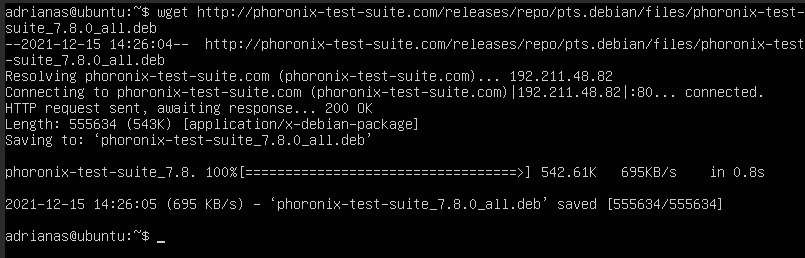 adrianas@ubuntu:~$ wget http://phoronix-test-suite.com/releases/repo/pts.debian/files/phoronix-test-
suite_7.8.0_all.deb
--2021-12-15 14:26:04--  http://phoronix-test-suite.com/releases/repo/pts.debian/files/phoronix-test
-suite_7.8.0_all.deb
Resolving phoronix-test-suite.com (phoronix-test-suite.com)... 192.211.48.82
Connecting to phoronix-test-suite.com (phoronix-test-suite.com)|192.211.48.82|:80... connected.
HTTP request sent, awaiting response... 200 OK
Length: 555634 (543K) [application/x-debian-package]
Saving to: ‘phoronix-test-suite_7.8.0_all.deb’
phoronix-test-suite_7.8. 100%[==================================>] 542.61K   695KB/s    in 0.8s
2021-12-15 14:26:05 (695 KB/s) - ‘phoronix-test-suite_7.8.0_all.deb’ saved [555634/555634]
adrianas@ubuntu:~$ _